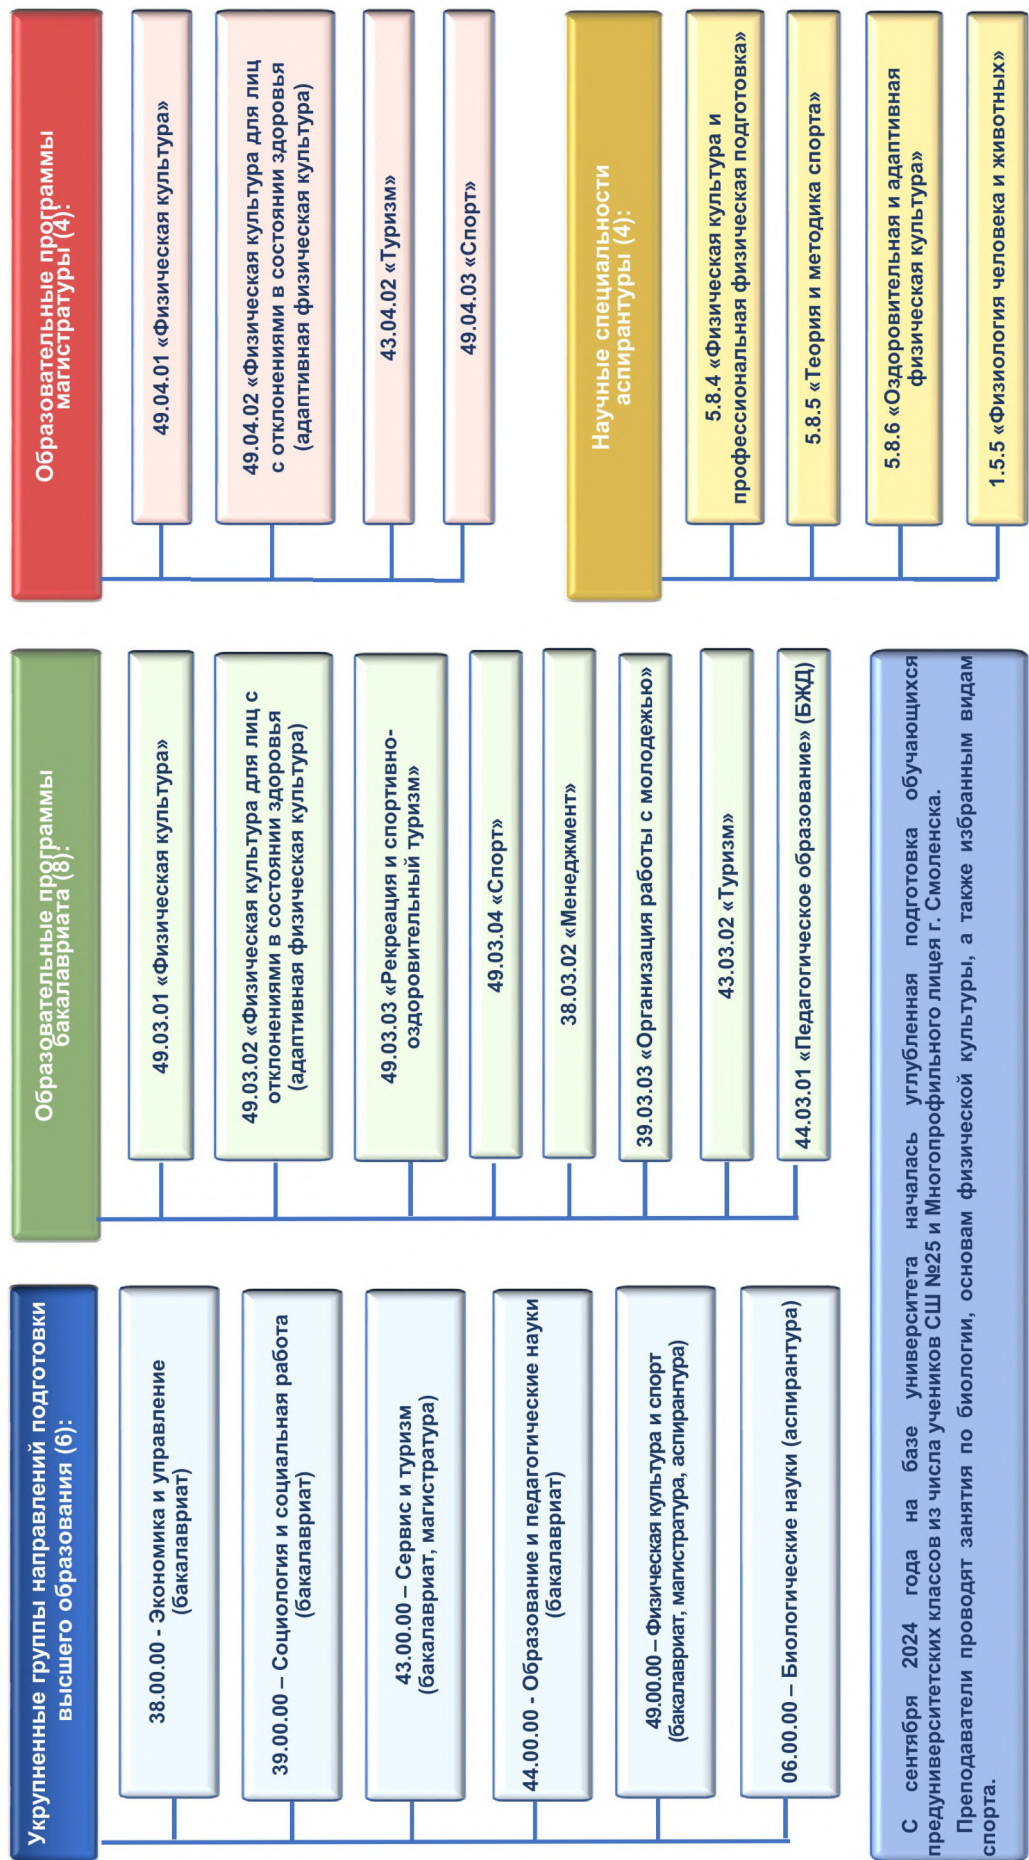 Укрупненные группы направлений подготовки
высшего образования (6):
38.00.00 - Экономика и управление
(бакалавриат)
39.00.00 – Социология и социальная работа
(бакалавриат)
43.00.00 – Сервис и туризм
(бакалавриат, магистратура)
44.00.00 - Образование и педагогические науки
(бакалавриат)
49.00.00 – Физическая культура и спорт
(бакалавриат, магистратура, аспирантура)
06.00.00 – Биологические науки (аспирантура)
Образовательные программы
бакалавриата (8):
49.03.01 «Физическая культура»
49.03.02 «Физическая культура для лиц с
отклонениями в состоянии здоровья
(адаптивная физическая культура)
49.03.03 «Рекреация и спортивно-
оздоровительный туризм»
49.03.04 «Спорт»
38.03.02 «Менеджмент»
39.03.03 «Организация работы с молодежью»
43.03.02 «Туризм»
44.03.01 «Педагогическое образование» (БЖД)
Образовательные программы
магистратуры (4):
49.04.01 «Физическая культура»
49.04.02 «Физическая культура для лиц
с отклонениями в состоянии здоровья
(адаптивная физическая культура)
43.04.02 «Туризм»
49.04.03 «Спорт»
Научные специальности
аспирантуры (4):
5.8.4 «Физическая культура и
профессиональная физическая подготовка»
5.8.5 «Теория и методика спорта»
5.8.6 «Оздоровительная и адаптивная
физическая культура»
1.5.5 «Физиология человека и животных»
С сентября 2024 года на базе университета началась углубленная подготовка обучающихся
предуниверситетских классов из числа учеников СШ №25 и Многопрофильного лицея г. Смоленска.
Преподаватели проводят занятия по биологии, основам физической культуры, а также избранным видам
спорта.